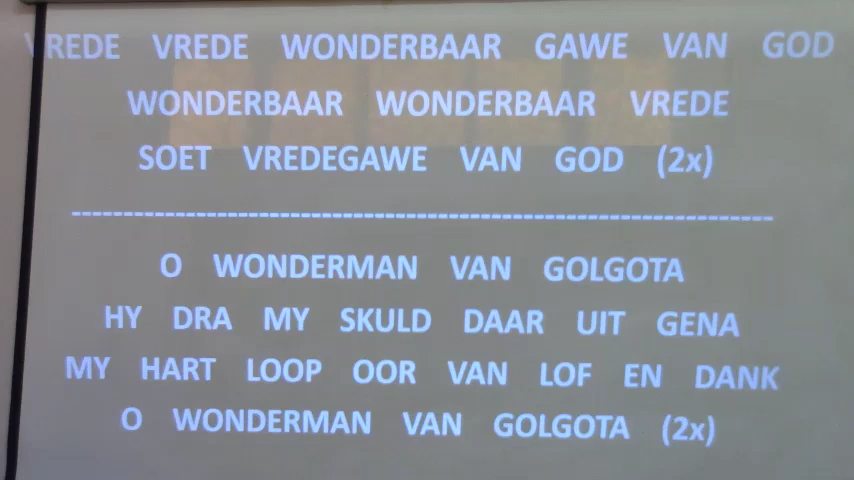 VREDE VREDE WONDERBAAR GAWE VAN GOD
WONDERBAAR WONDERBAAR VREDE
SOET VREDEGAWE VAN GOD (2x)
O WONDERMAN VAN GOLGOTA
HY DRA MY SKULD DAAR UIT GENA
MY HART LOOP OOR VAN LOF EN DANK
O WONDERMAN VAN GOLGOTA (2x)